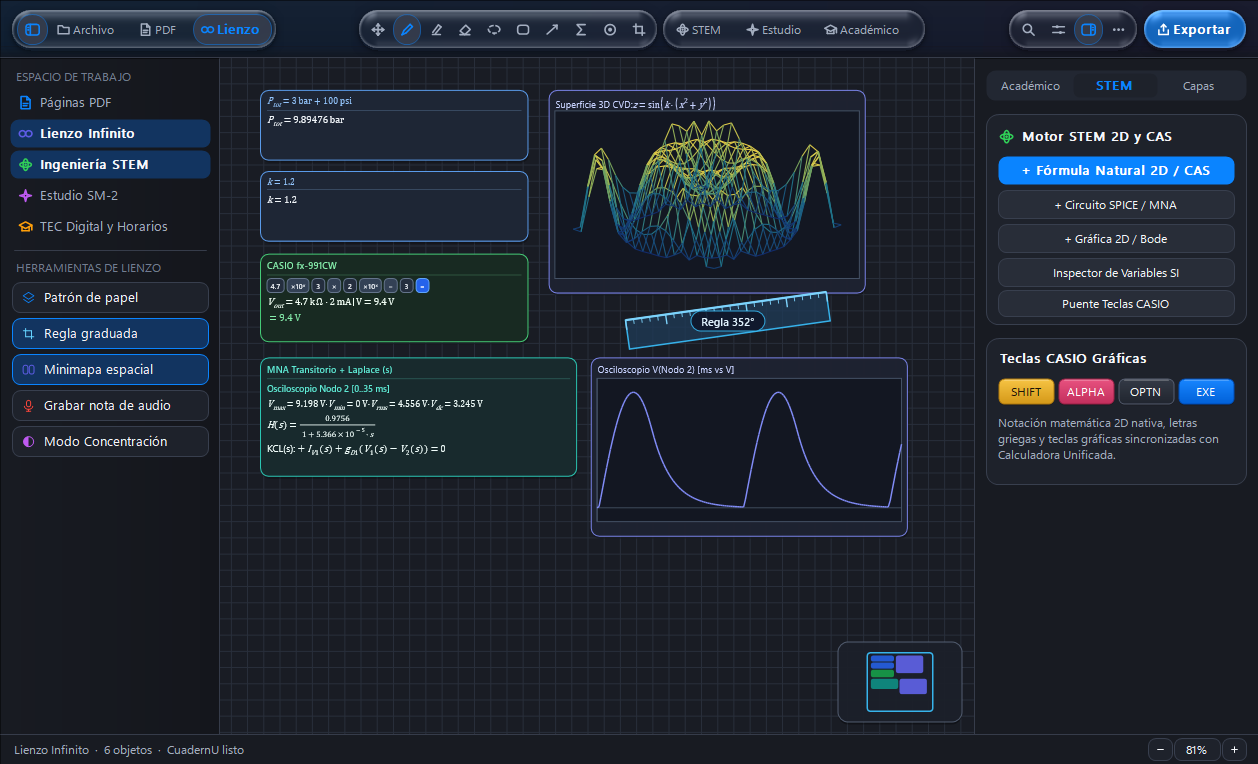 Archivo PDF Lienzo STEM Estudio Académico Exportar
ESPACIO DE TRABAJO
Páginas PDF
Lienzo Infinito
Ingeniería STEM
Estudio SM-2
TEC Digital y Horarios
HERRAMIENTAS DE LIENZO
Patrón de papel
Regla graduada
Minimapa espacial
Grabar nota de audio
Modo Concentración
P_tot = 3 bar + 100 psi
P_tot = 9.89476 bar
k = 1.2
k = 1.2
CASIO fx-991CW
4.7 ×10ˣ 3 × 2 ×10ˣ − 3 =
V_out = 4.7 kΩ · 2 mA | V = 9.4 V
= 9.4 V
Superficie 3D CVD: z = sin(k · (x² + y²))
Regla 352°
MNA Transitorio + Laplace (s)
Osciloscopio Nodo 2 [0..35 ms]
V_max = 9.198 V · V_min = 0 V · V_rms = 4.556 V · V_dc = 3.245 V
H(s) = 0.9756 / 1 + 5.366 × 10⁻⁵ · s
KCL(s): + I_V1(s) + g_D1(V_1(s) − V_2(s)) = 0
Osciloscopio V(Nodo 2) [ms vs V]
Académico STEM Capas
Motor STEM 2D y CAS
+ Fórmula Natural 2D / CAS
+ Circuito SPICE / MNA
+ Gráfica 2D / Bode
Inspector de Variables SI
Puente Teclas CASIO
Teclas CASIO Gráficas
SHIFT ALPHA OPTN EXE
Notación matemática 2D nativa, letras
griegas y teclas gráficas sincronizadas con
Calculadora Unificada.
Lienzo Infinito · 6 objetos · CuadernU listo
− 81% +